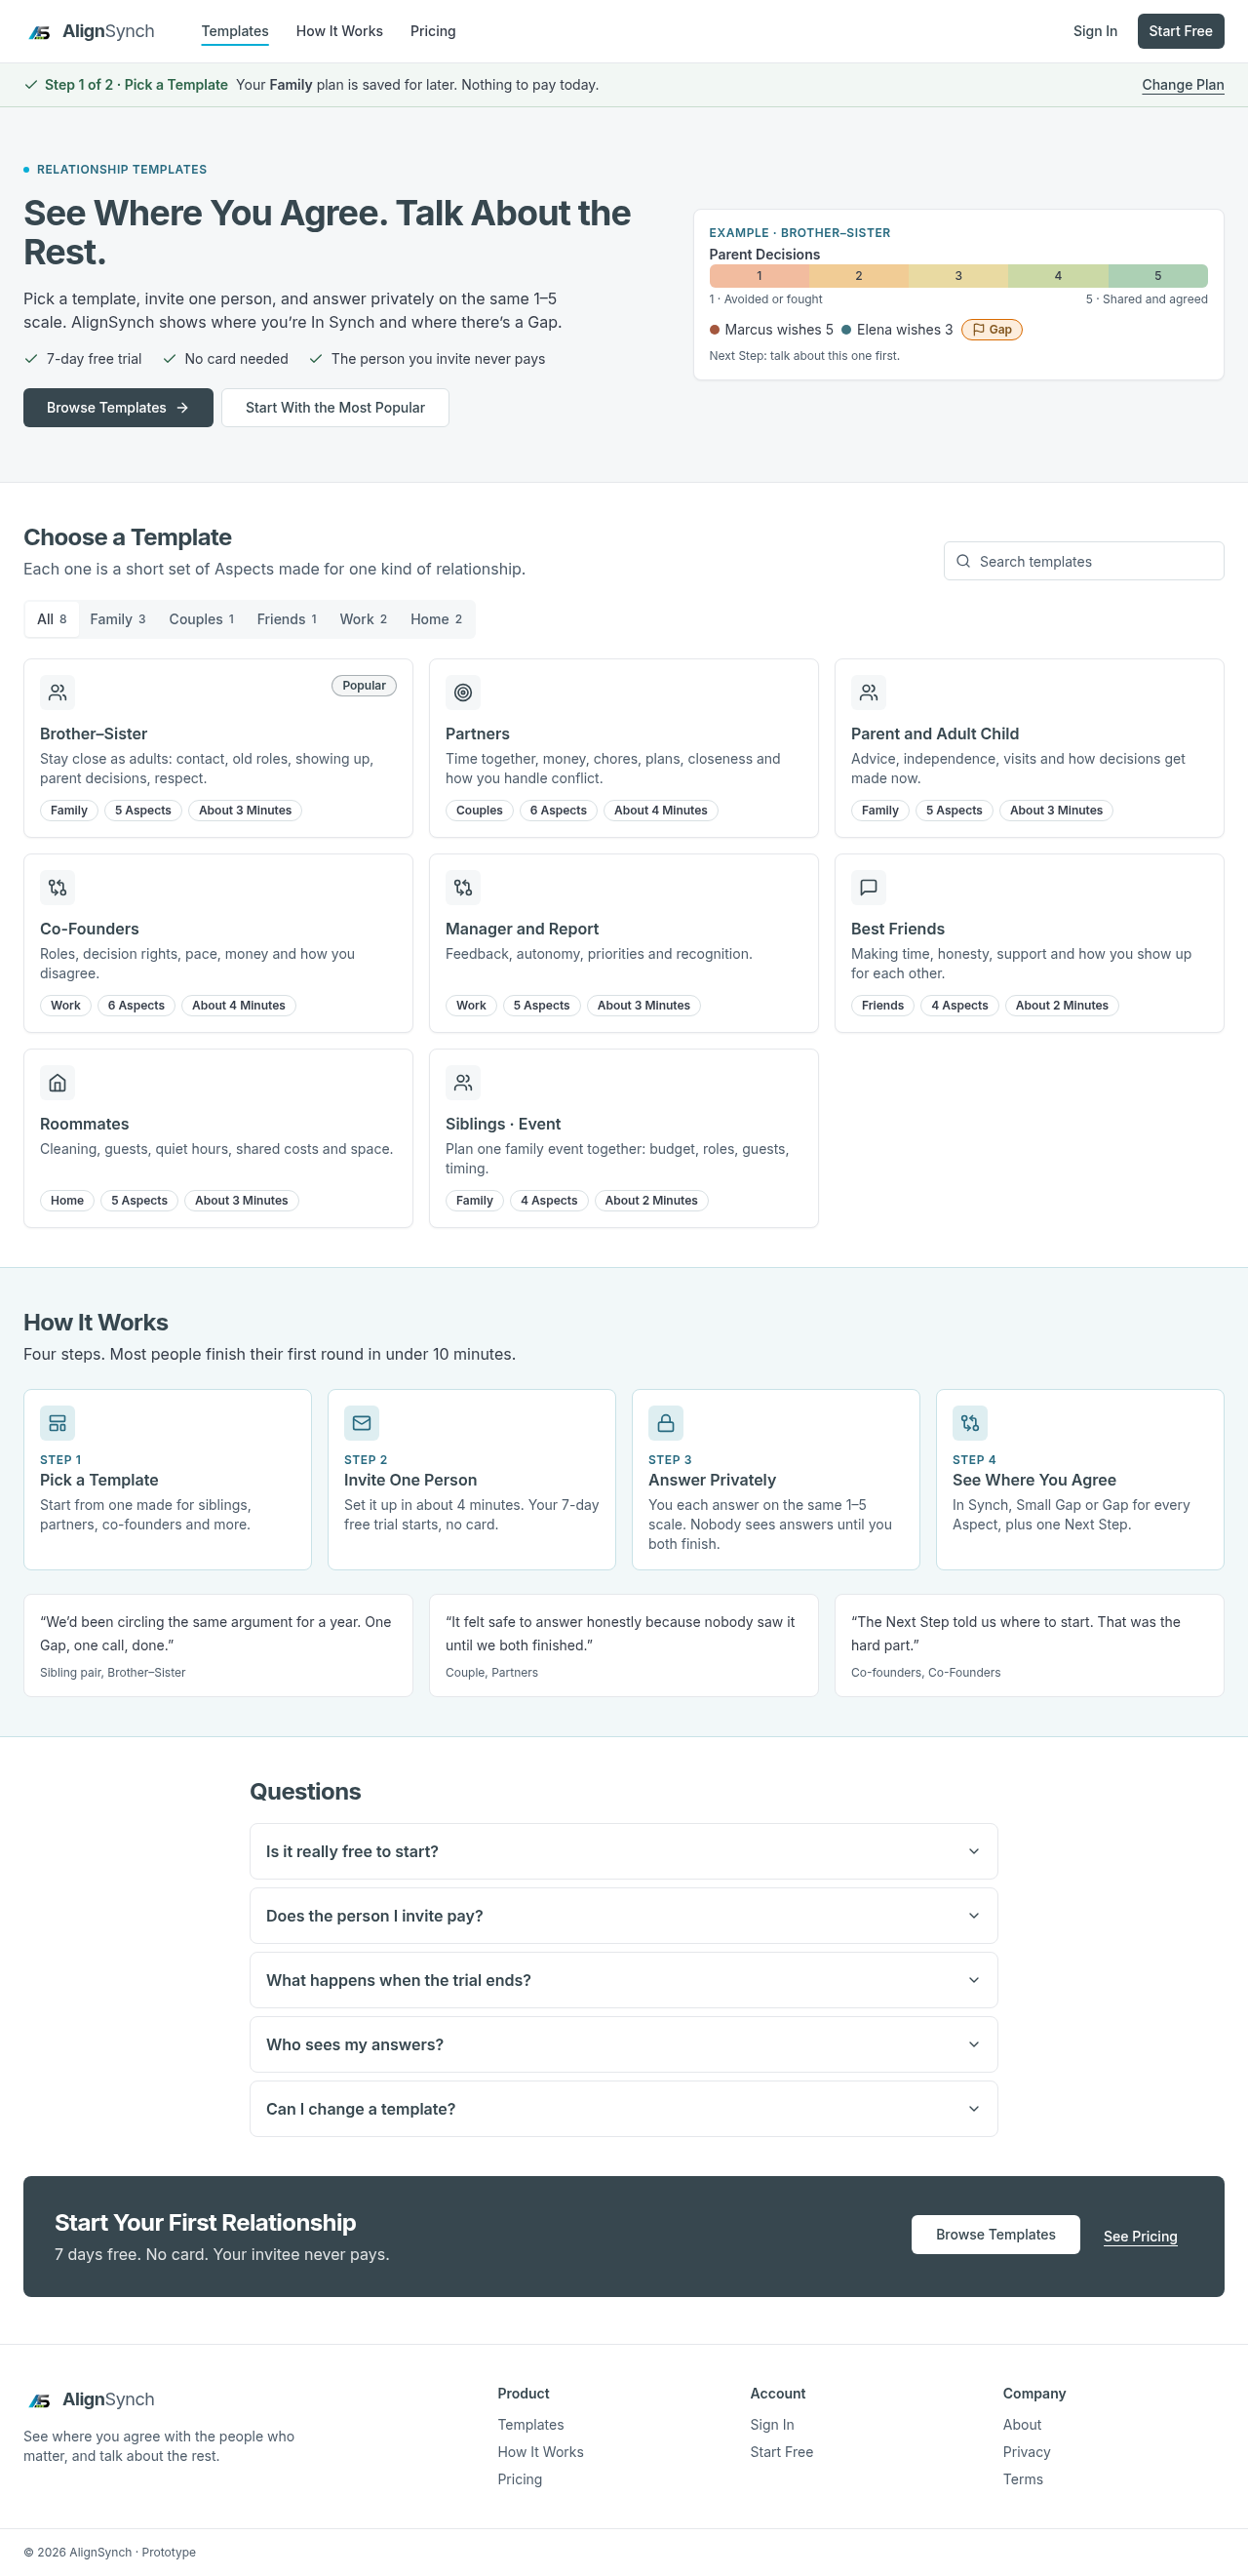 AlignSynch
Templates
How It Works
Pricing
Sign In
Start Free
Step 1 of 2 · Pick a Template Your Family plan is saved for later. Nothing to pay today.
Change Plan
RELATIONSHIP TEMPLATES
See Where You Agree. Talk About the
Rest.
Pick a template, invite one person, and answer privately on the same 1–5
scale. AlignSynch shows where you’re In Synch and where there’s a Gap.
7-day free trial
No card needed
The person you invite never pays
Browse Templates
Start With the Most Popular
EXAMPLE · BROTHER–SISTER
Parent Decisions
1 2 3 4 5
1 · Avoided or fought
5 · Shared and agreed
Marcus wishes 5 Elena wishes 3 Gap
Next Step: talk about this one first.
Choose a Template
Each one is a short set of Aspects made for one kind of relationship.
Search templates
All 8 Family 3 Couples 1 Friends 1 Work 2 Home 2
Popular
Brother–Sister
Stay close as adults: contact, old roles, showing up,
parent decisions, respect.
Family 5 Aspects About 3 Minutes
Partners
Time together, money, chores, plans, closeness and
how you handle conflict.
Couples 6 Aspects About 4 Minutes
Parent and Adult Child
Advice, independence, visits and how decisions get
made now.
Family 5 Aspects About 3 Minutes
Co-Founders
Roles, decision rights, pace, money and how you
disagree.
Work 6 Aspects About 4 Minutes
Manager and Report
Feedback, autonomy, priorities and recognition.
Work 5 Aspects About 3 Minutes
Best Friends
Making time, honesty, support and how you show up
for each other.
Friends 4 Aspects About 2 Minutes
Roommates
Cleaning, guests, quiet hours, shared costs and space.
Home 5 Aspects About 3 Minutes
Siblings · Event
Plan one family event together: budget, roles, guests,
timing.
Family 4 Aspects About 2 Minutes
How It Works
Four steps. Most people finish their first round in under 10 minutes.
STEP 1
Pick a Template
Start from one made for siblings,
partners, co-founders and more.
STEP 2
Invite One Person
Set it up in about 4 minutes. Your 7-day
free trial starts, no card.
STEP 3
Answer Privately
You each answer on the same 1–5
scale. Nobody sees answers until you
both finish.
STEP 4
See Where You Agree
In Synch, Small Gap or Gap for every
Aspect, plus one Next Step.
“We’d been circling the same argument for a year. One
Gap, one call, done.”
Sibling pair, Brother–Sister
“It felt safe to answer honestly because nobody saw it
until we both finished.”
Couple, Partners
“The Next Step told us where to start. That was the
hard part.”
Co-founders, Co-Founders
Questions
Is it really free to start?
Does the person I invite pay?
What happens when the trial ends?
Who sees my answers?
Can I change a template?
Start Your First Relationship
7 days free. No card. Your invitee never pays.
Browse Templates
See Pricing
AlignSynch
See where you agree with the people who
matter, and talk about the rest.
Product
Templates
How It Works
Pricing
Account
Sign In
Start Free
Company
About
Privacy
Terms
© 2026 AlignSynch · Prototype